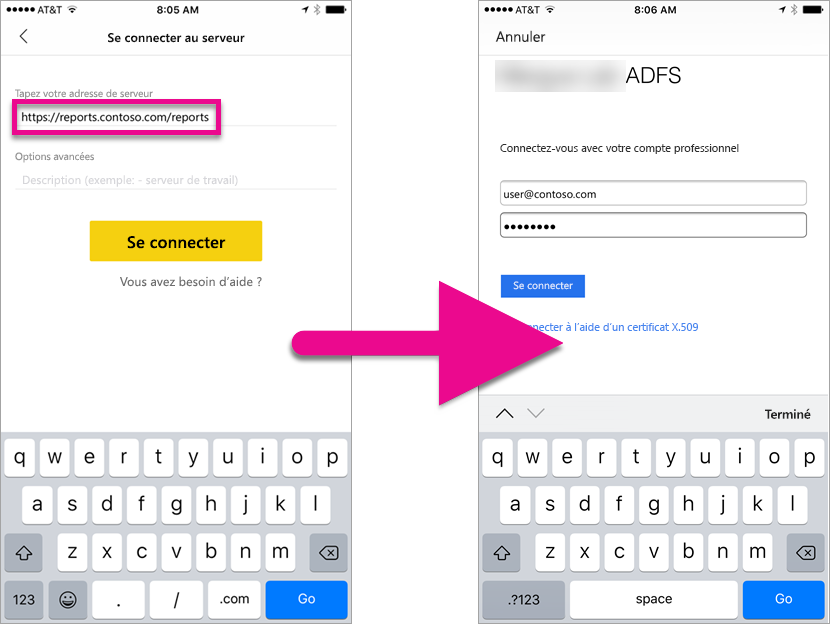 AT&T 8:05 AM
Se connecter au serveur
Tapez votre adresse de serveur
https://reports.contoso.com/reports
Options avancées
Description (exemple: - serveur de travail)
Se connecter
Vous avez besoin d'aide ?
q w e r t y u i o p
a s d f g h j k l
z x c v b n m
123 . / .com Go
AT&T 8:06 AM
Annuler
ADFS
Connectez-vous avec votre compte professionnel
user@contoso.com
Se connecter
à l'aide d'un certificat X.509
Terminé
q w e r t y u i o p
a s d f g h j k l
z x c v b n m
.?123 space Go